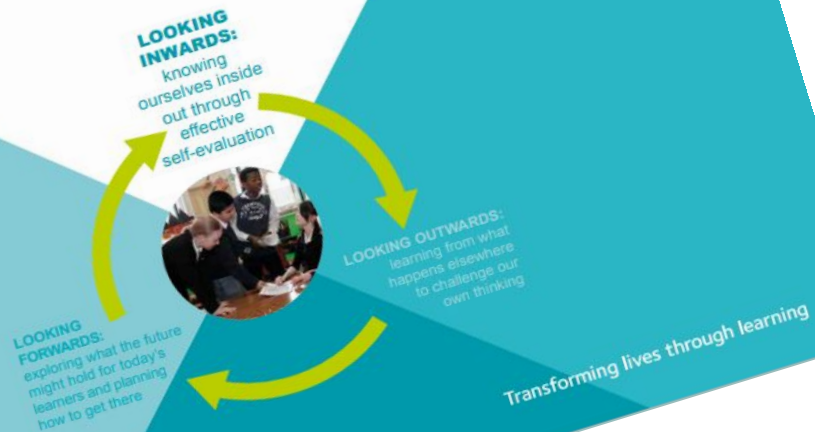 LOOKING
INWARDS:
knowing
ourselves inside
out through
effective
self-evaluation
LOOKING OUTWARDS:
learning from what
happens elsewhere
to challenge our
own thinking
LOOKING
FORWARDS:
exploring what the future
might hold for today's
learners and planning
how to get there
Transforming lives through learning